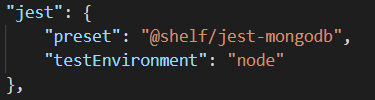 "jest": {
    "preset": "@shelf/jest-mongodb",
    "testEnvironment": "node"
},